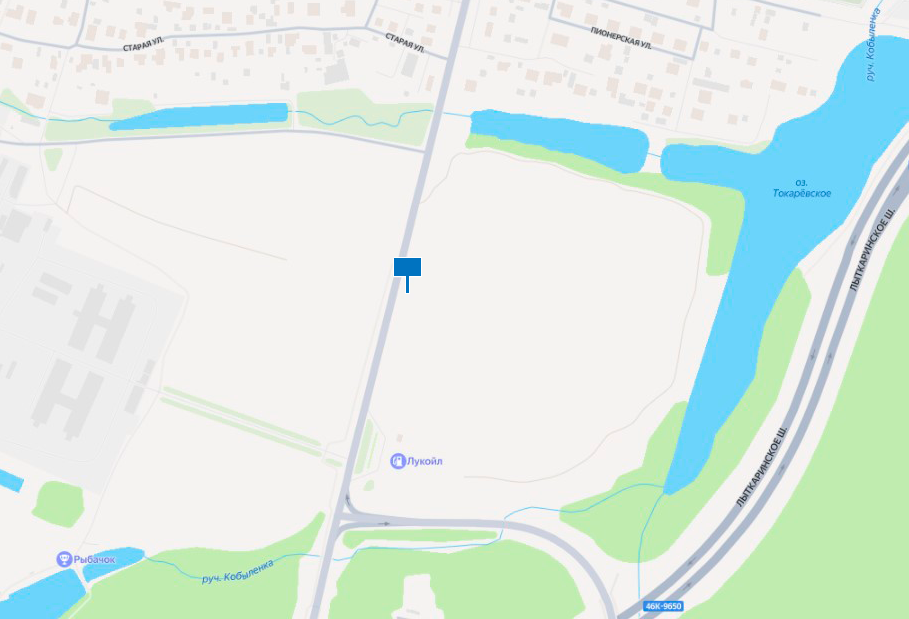 СТАРАЯ УЛ.
СТАРАЯ УЛ.
ПИОНЕРСКАЯ УЛ.
руч. Кобыленка
оз.
Токарёвское
ЛЫТКАРИНСКОЕ Ш.
Лукойл
ЛЫТКАРИНСКОЕ Ш.
Рыбачок
руч. Кобыленка
46К-9650